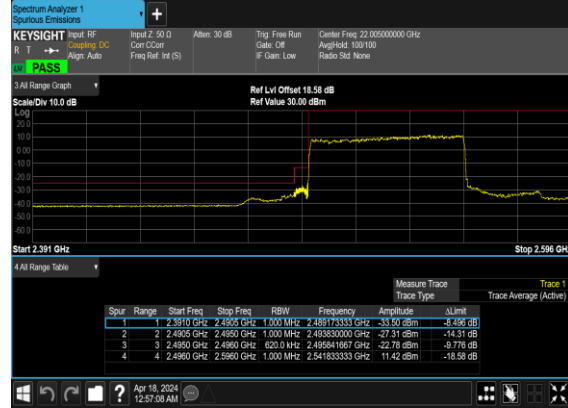 Spectrum Analyzer 1
Spurious Emissions
+
KEYSIGHT Input: RF Input Z: 50 Ω Atten: 30 dB Trig: Free Run Center Freq: 22.005000000 GHz
R T Coupling: DC Corr CCorr Gate: Off Avg|Hold: 100/100
Align: Auto Freq Ref: Int (S) IF Gain: Low Radio Std: None
PASS
3 All Range Graph
Ref Lvl Offset 18.58 dB
Scale/Div 10.0 dB Ref Value 30.00 dBm
Log
20.0
10.0
0.00
-10.0
-20.0
-30.0
-40.0
-50.0
-60.0
Start 2.391 GHz Stop 2.596 GH
4 All Range Table
Measure Trace Trace 1
Trace Type Trace Average (Active)
Spur Range Start Freq Stop Freq RBW Frequency Amplitude ΔLimit
1 1 2.3910 GHz 2.4905 GHz 1.000 MHz 2.489173333 GHz -33.50 dBm -8.496 dB
2 2 2.4905 GHz 2.4950 GHz 1.000 MHz 2.493830000 GHz -27.31 dBm -14.31 dB
3 3 2.4950 GHz 2.4960 GHz 620.0 kHz 2.495841667 GHz -22.78 dBm -9.776 dB
4 4 2.4960 GHz 2.5960 GHz 1.000 MHz 2.541833333 GHz 11.42 dBm -18.58 dB
?
Apr 18, 2024
12:57:08 AM